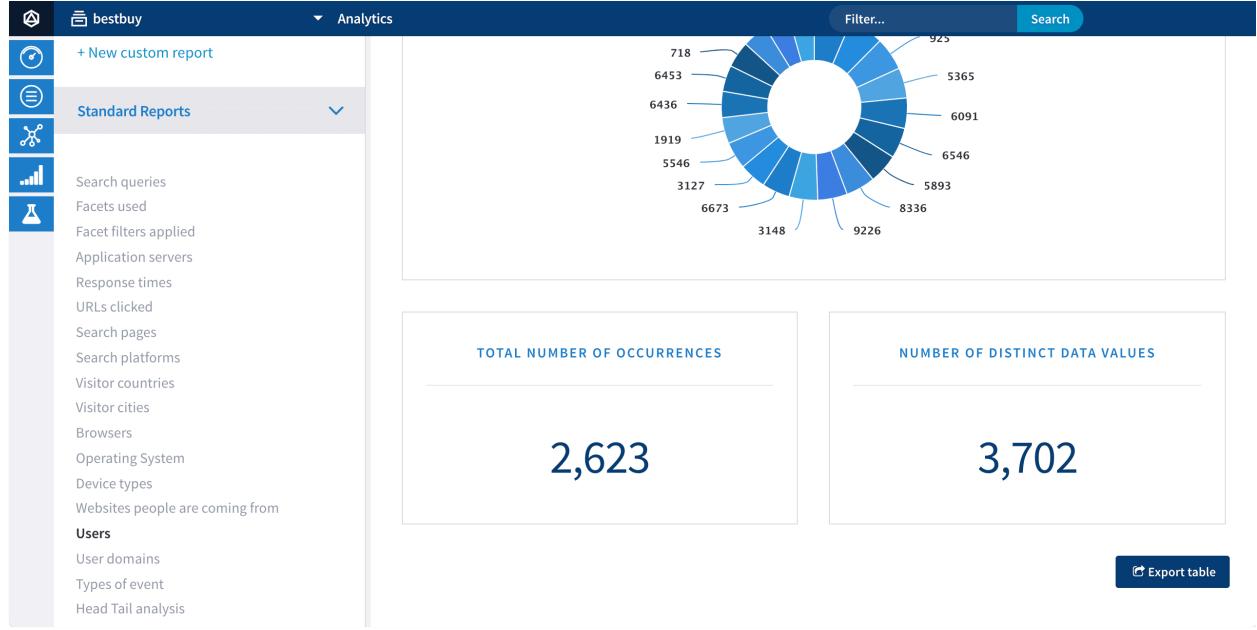 bestbuy
Analytics
Filter...
Search
+ New custom report
Standard Reports
Search queries
Facets used
Facet filters applied
Application servers
Response times
URLs clicked
Search pages
Search platforms
Visitor countries
Visitor cities
Browsers
Operating System
Device types
Websites people are coming from
Users
User domains
Types of event
Head Tail analysis
718
6453
6436
1919
5546
3127
6673
3148
925
5365
6091
6546
5893
8336
9226
TOTAL NUMBER OF OCCURRENCES
2,623
NUMBER OF DISTINCT DATA VALUES
3,702
Export table